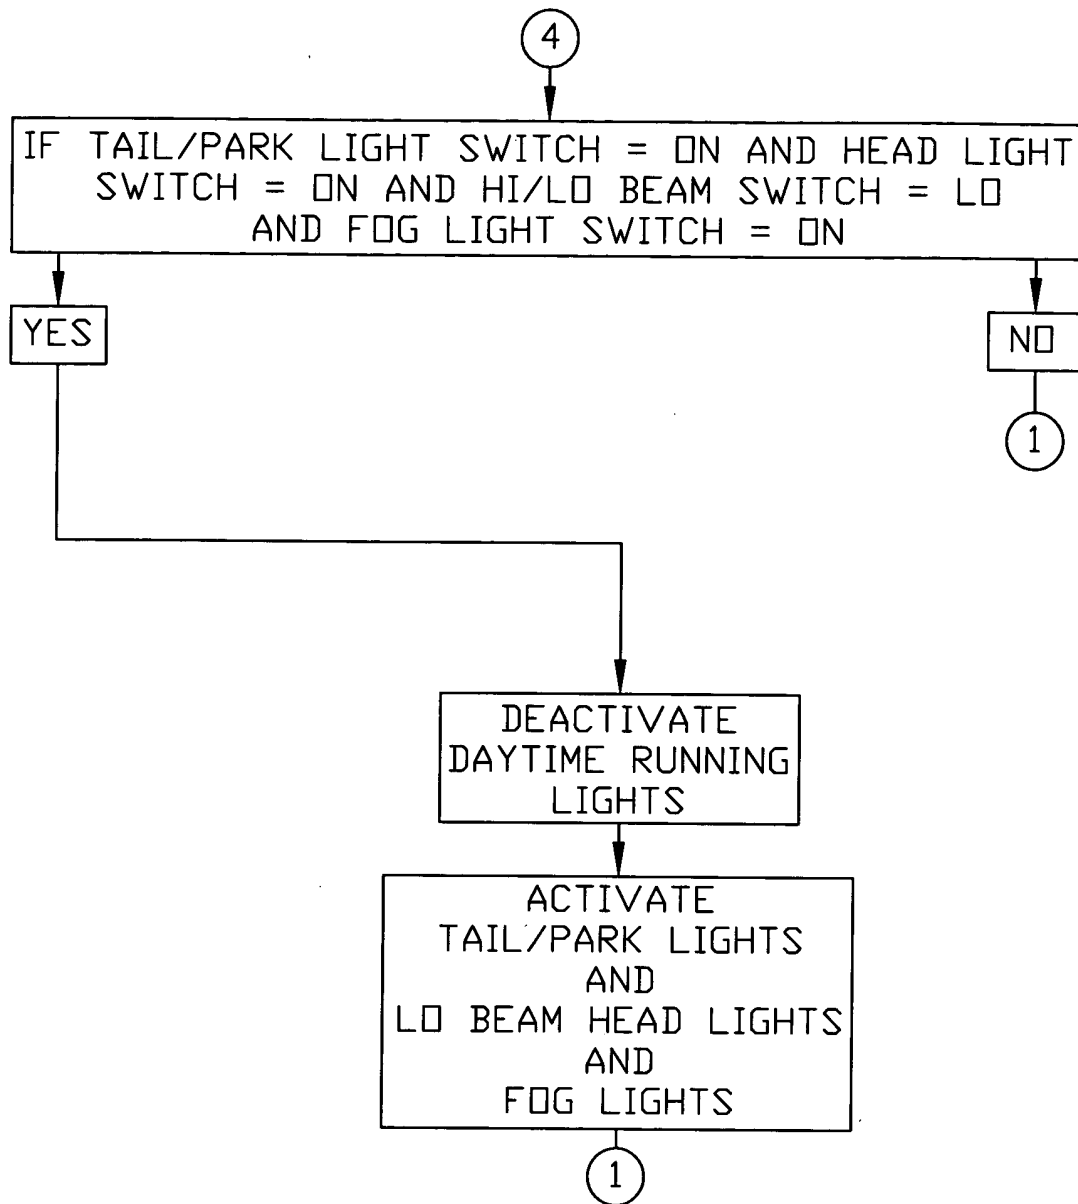 4
IF TAIL/PARK LIGHT SWITCH = ON AND HEAD LIGHT
SWITCH = ON AND HI/LO BEAM SWITCH = LO
AND FOG LIGHT SWITCH = ON
YES
NO
1
DEACTIVATE
DAYTIME RUNNING
LIGHTS
ACTIVATE
TAIL/PARK LIGHTS
AND
LO BEAM HEAD LIGHTS
AND
FOG LIGHTS
1